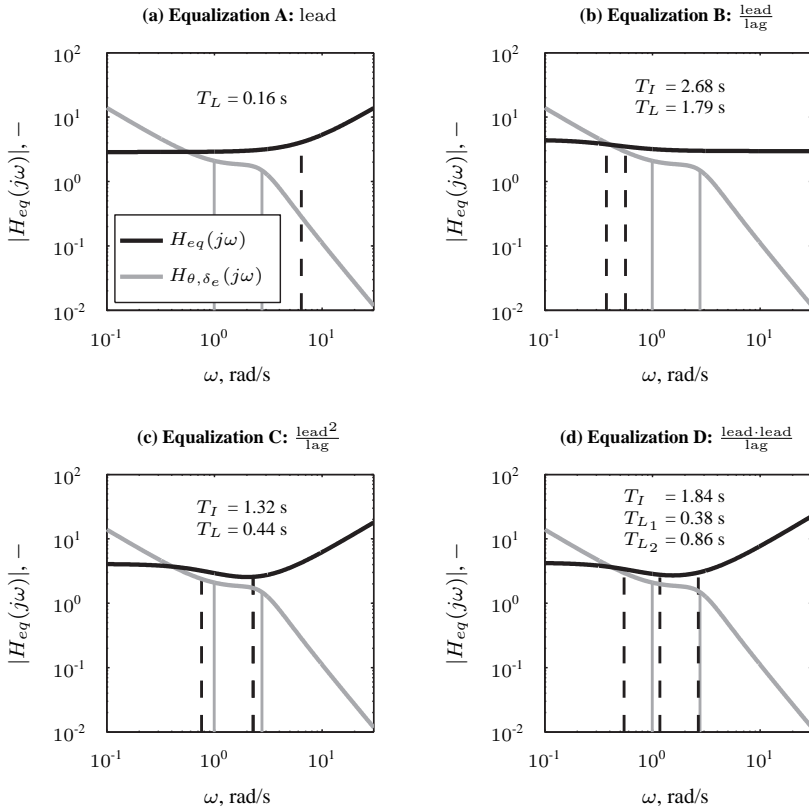 (a) Equalization A: lead
|H_eq(jω)|, −
10^2
10^1
10^0
10^-1
10^-2
T_L = 0.16 s
H_eq(jω)
H_θ,δ_e(jω)
10^-1
10^0
10^1
ω, rad/s
(b) Equalization B: lead/lag
|H_eq(jω)|, −
10^2
10^1
10^0
10^-1
10^-2
T_I = 2.68 s
T_L = 1.79 s
10^-1
10^0
10^1
ω, rad/s
(c) Equalization C: lead^2/lag
|H_eq(jω)|, −
10^2
10^1
10^0
10^-1
10^-2
T_I = 1.32 s
T_L = 0.44 s
10^-1
10^0
10^1
ω, rad/s
(d) Equalization D: lead·lead/lag
|H_eq(jω)|, −
10^2
10^1
10^0
10^-1
10^-2
T_I = 1.84 s
T_L_1 = 0.38 s
T_L_2 = 0.86 s
10^-1
10^0
10^1
ω, rad/s